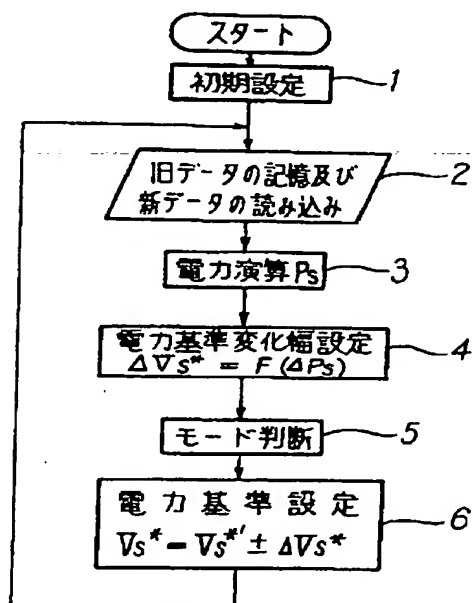 スタート
初期設定
1
旧データの記憶及び
新データの読み込み
2
電力演算 Ps
3
電力基準変化幅設定
ΔVs* = F(ΔPs)
4
モード判断
5
電力基準設定
Vs* = Vs*' ± ΔVs*
6